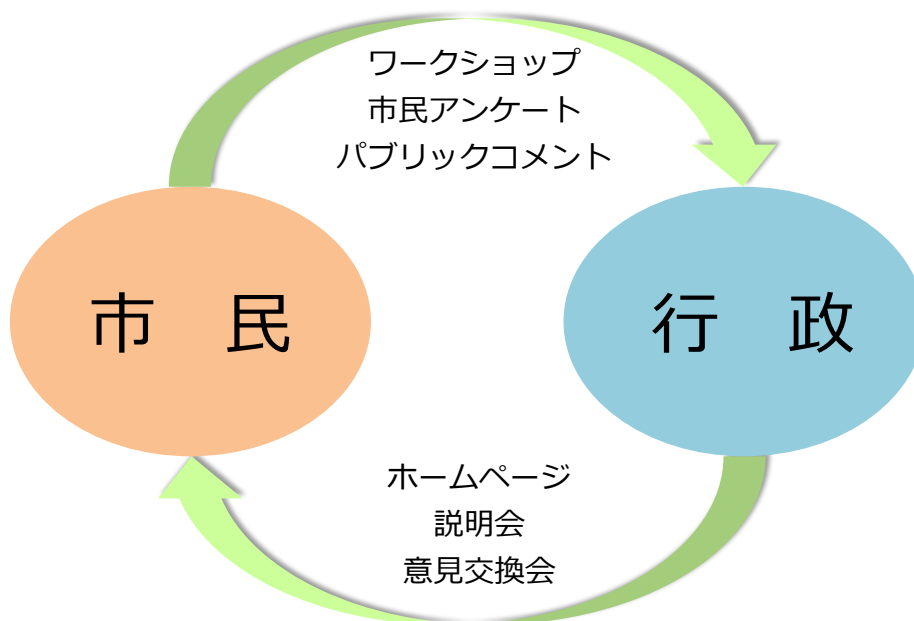 ワークショップ
市民アンケート
パブリックコメント
市　民
行　政
ホームページ
説明会
意見交換会